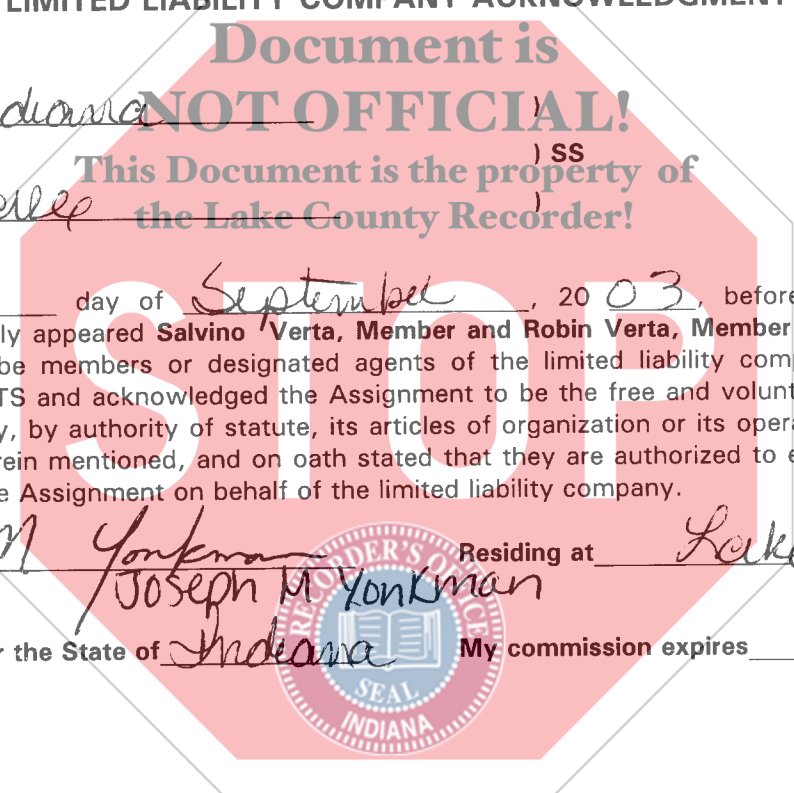 LIMITED LIABILITY COMPANY ACKNOWLEDGMENT
Document is
NOT OFFICIAL!
diana )
) SS
This Document is the property of
the Lake County Recorder!
)
day of September, 20 03, before
ly appeared Salvino Verta, Member and Robin Verta, Member
be members or designated agents of the limited liability comp
TS and acknowledged the Assignment to be the free and volunt
y, by authority of statute, its articles of organization or its opera
rein mentioned, and on oath stated that they are authorized to e
e Assignment on behalf of the limited liability company.
STOP
M Yonkman Residing at Lake
Joseph M Yonkman
r the State of Indiana My commission expires
RECORDER'S OFFICE
SEAL
INDIANA